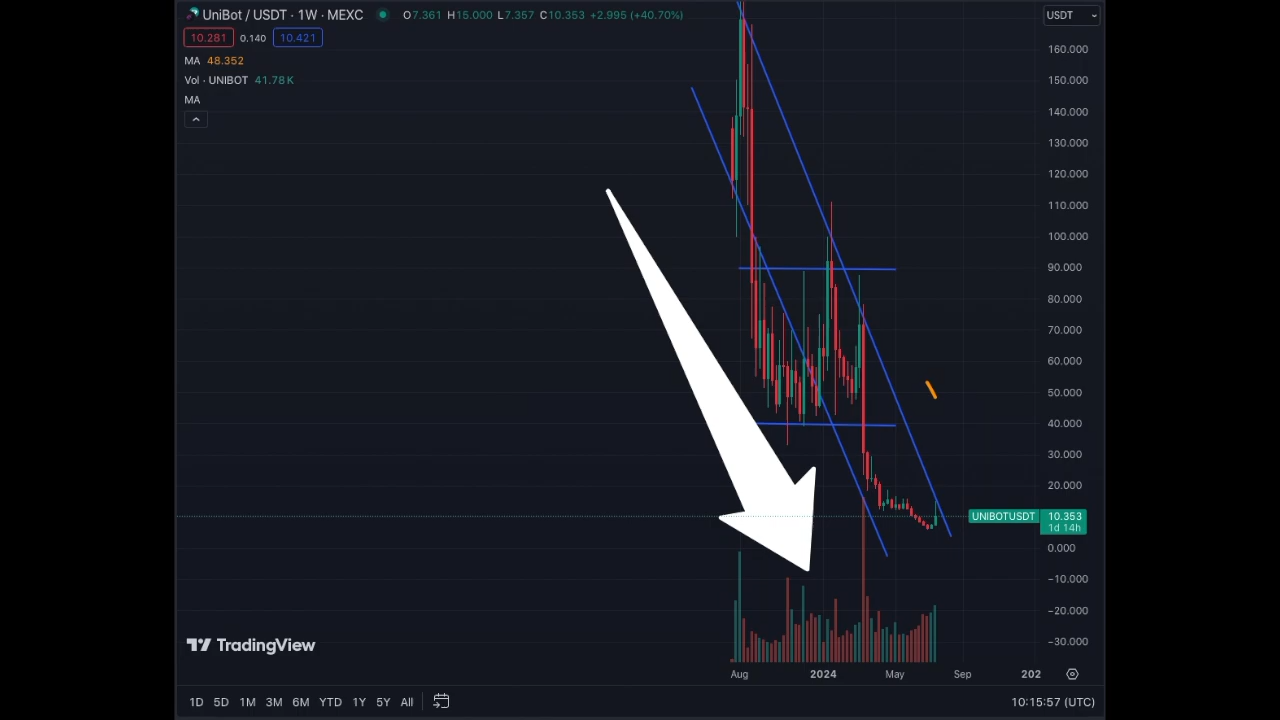 UniBot / USDT · 1W · MEXC O7.361 H15.000 L7.357 C10.353 +2.995 (+40.70%)
USDT
10.281 0.140 10.421
MA 48.352
Vol · UNIBOT 41.78 K
MA
160.000
150.000
140.000
130.000
120.000
110.000
100.000
90.000
80.000
70.000
60.000
50.000
40.000
30.000
20.000
UNIBOTUSDT 10.353
1d 14h
0.000
−10.000
−20.000
−30.000
TradingView
Aug 2024 May Sep 202
1D 5D 1M 3M 6M YTD 1Y 5Y All 10:15:57 (UTC)